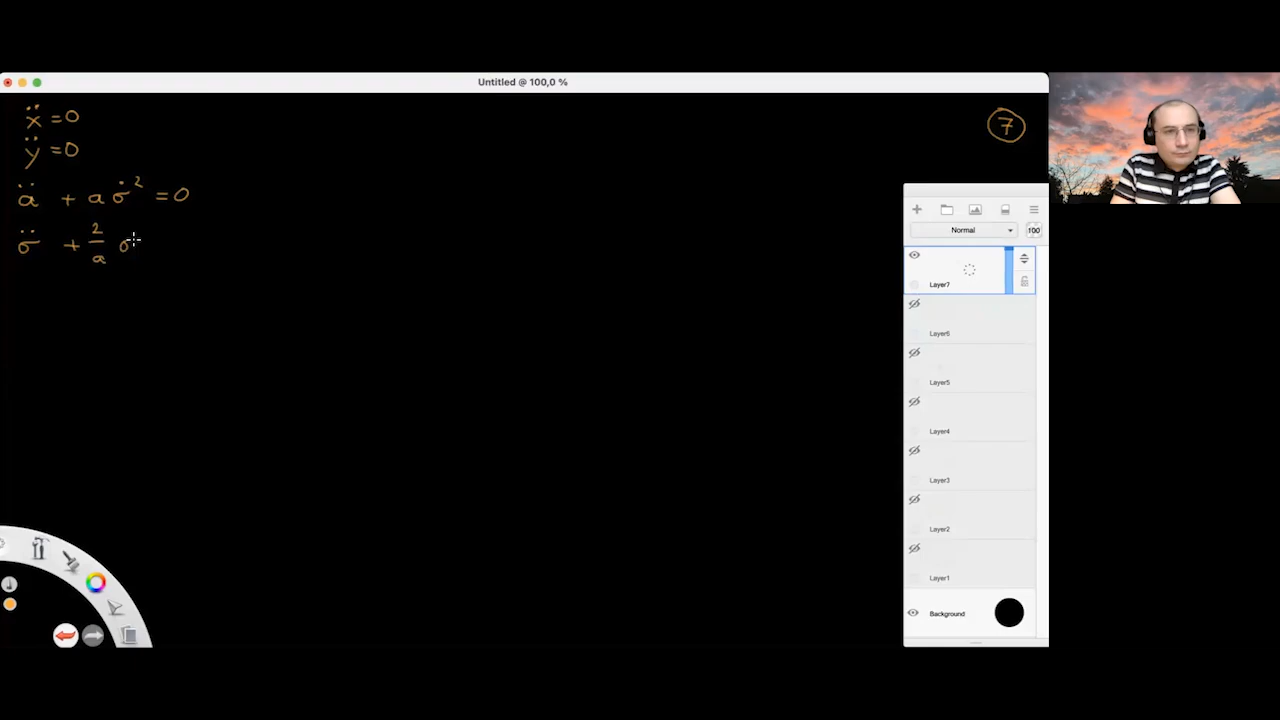 Untitled @ 100,0 %
ẍ = 0
ÿ = 0
ä + a σ̇² = 0
σ̈ + 2/a σ
7
Normal
100
Layer7
Layer6
Layer5
Layer4
Layer3
Layer2
Layer1
Background